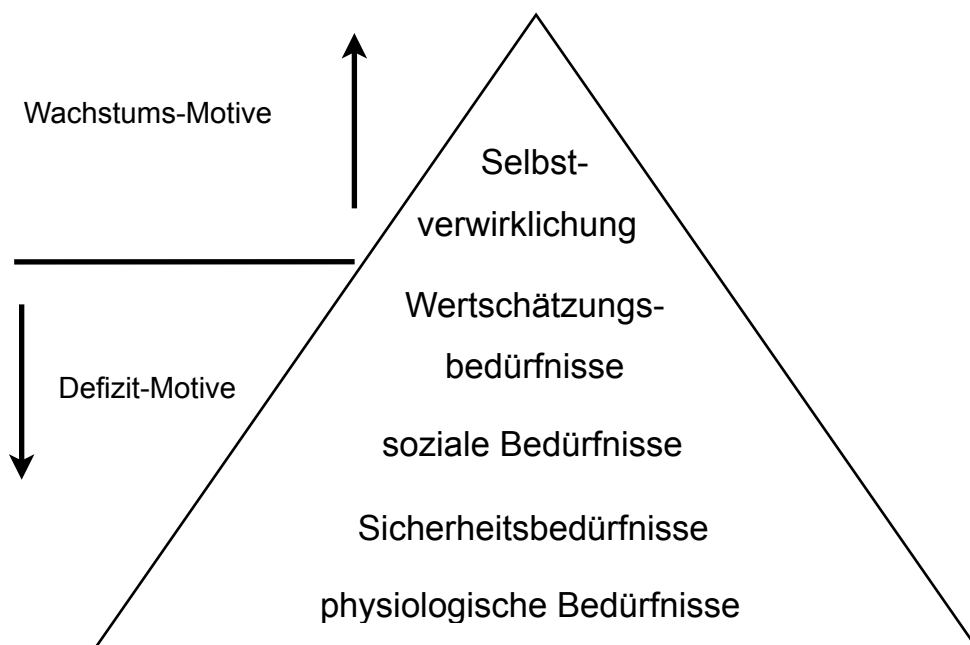 Wachstums-Motive
Selbst-
verwirklichung
Wertschätzungs-
bedürfnisse
Defizit-Motive
soziale Bedürfnisse
Sicherheitsbedürfnisse
physiologische Bedürfnisse